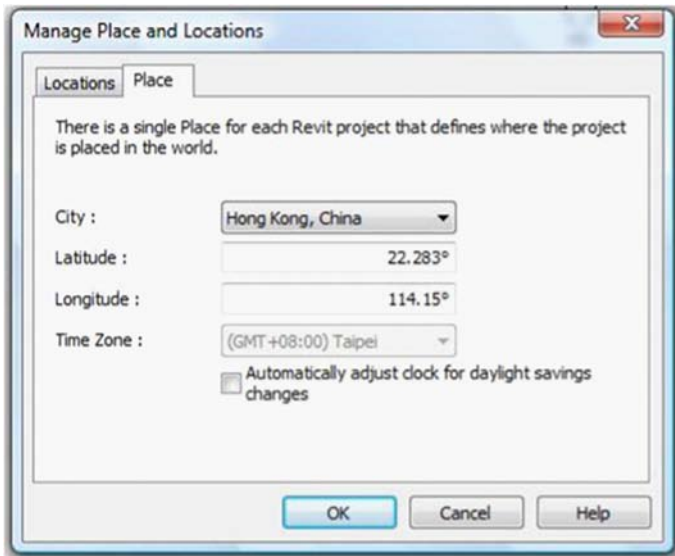 Manage Place and Locations
Locations Place
There is a single Place for each Revit project that defines where the project
is placed in the world.
City : Hong Kong, China
Latitude : 22.283°
Longitude : 114.15°
Time Zone : (GMT+08:00) Taipei
Automatically adjust clock for daylight savings
changes
OK Cancel Help